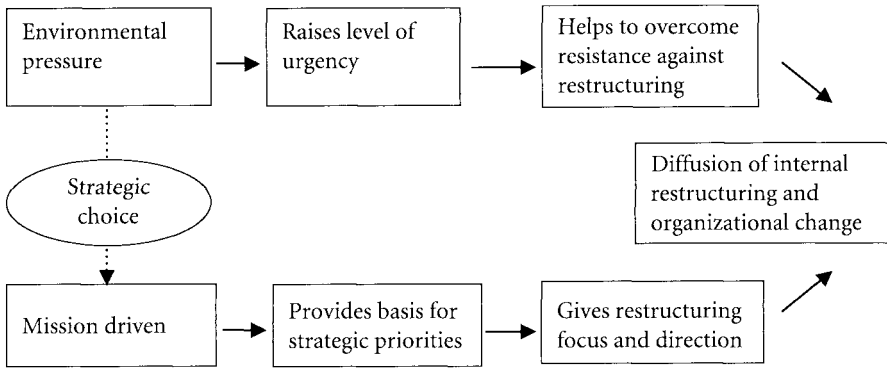 Environmental
pressure
Raises level of
urgency
Helps to overcome
resistance against
restructuring
Diffusion of internal
restructuring and
organizational change
Strategic
choice
Mission driven
Provides basis for
strategic priorities
Gives restructuring
focus and direction